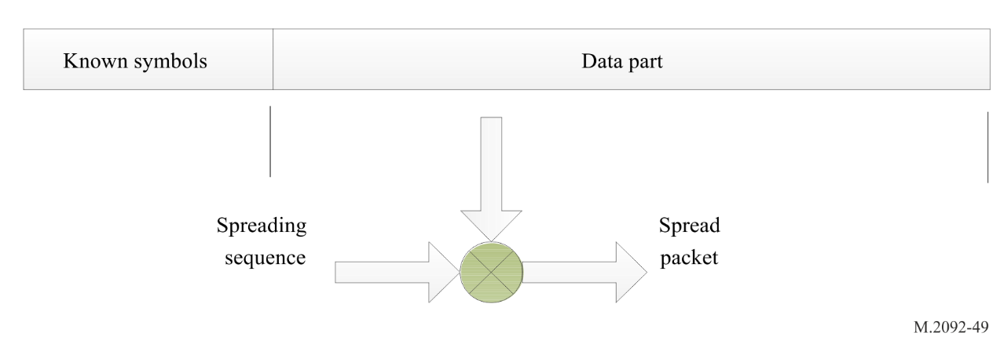 Known symbols
Data part
Spreading
sequence
Spread
packet
M.2092-49